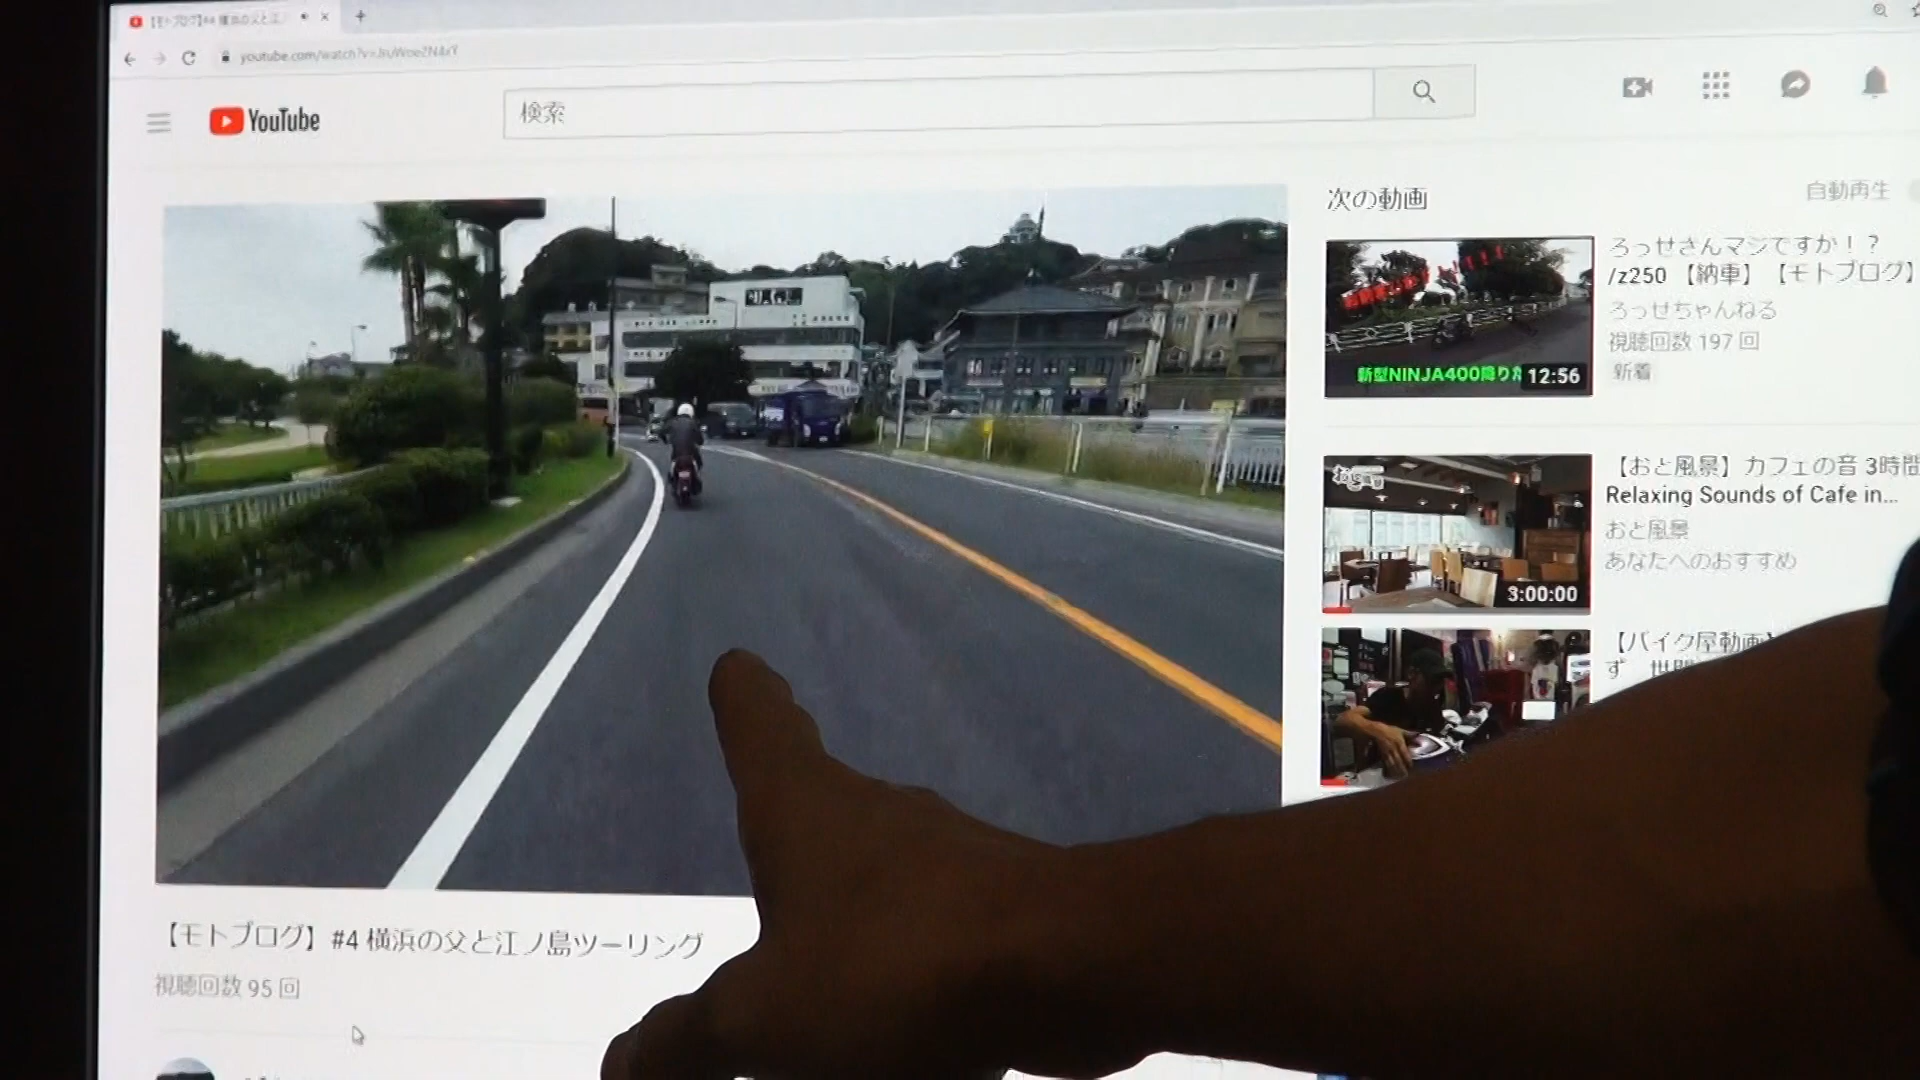 YouTube
検索
次の動画
自動再生
ろっせさんマジですか！？
/z250 【納車】【モトブログ】
ろっせちゃんねる
視聴回数 197 回
新着
新型NINJA400降りた
12:56
【おと風景】カフェの音 3時間
Relaxing Sounds of Cafe in...
おと風景
あなたへのおすすめ
3:00:00
【バイク屋動画】
ず
【モトブログ】#4 横浜の父と江ノ島ツーリング
視聴回数 95 回